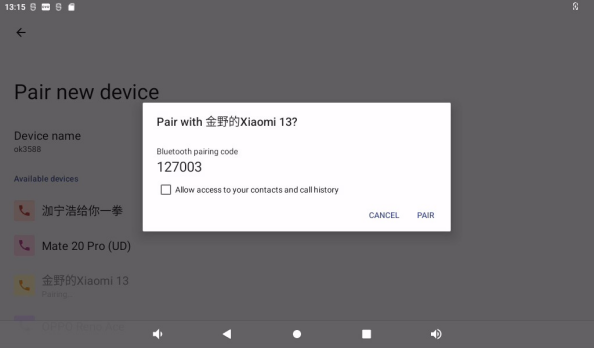 13:15
Pair new device
Device name
ok3588
Available devices
泇宁浩给你一拳
Mate 20 Pro (UD)
金野的Xiaomi 13
Pairing...
Pair with 金野的Xiaomi 13?
Bluetooth pairing code
127003
Allow access to your contacts and call history
CANCEL
PAIR